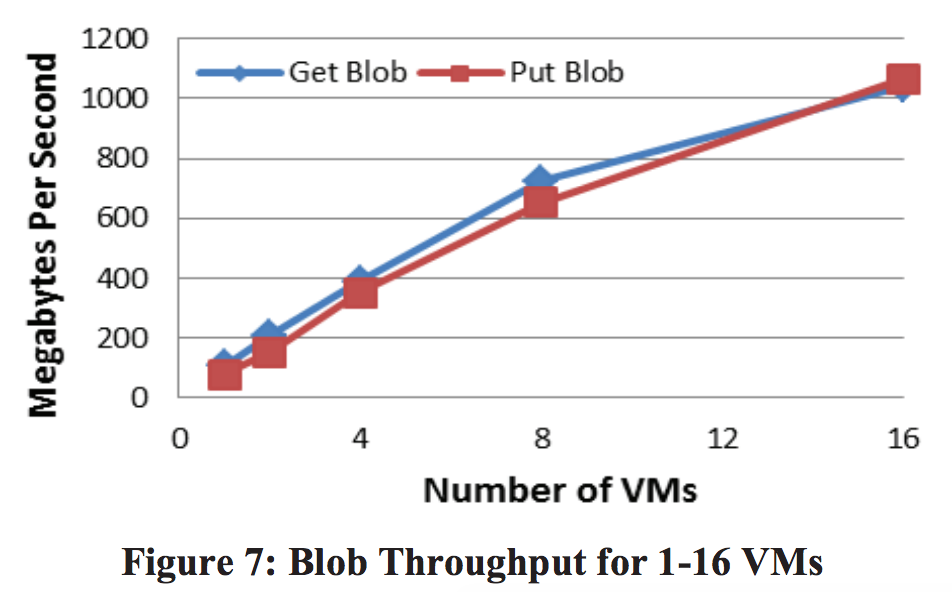 1200
1000
800
600
400
200
0
Megabytes Per Second
Get Blob Put Blob
0 4 8 12 16
Number of VMs
Figure 7: Blob Throughput for 1-16 VMs